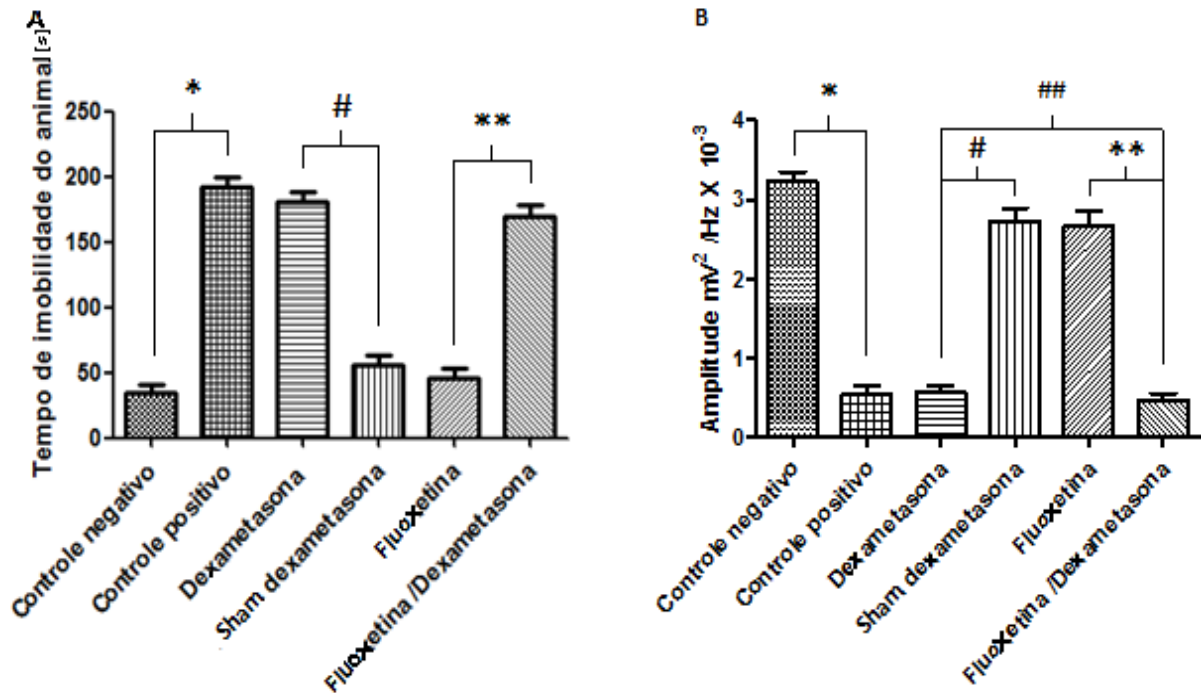 A
Tempo de imobilidade do animal [s]
250
200
150
100
50
0
*
#
**
Controle negativo
Controle positivo
Dexametasona
Sham dexametasona
Fluoxetina
Fluoxetina /Dexametasona
B
Amplitude mV² /Hz X 10⁻³
4
3
2
1
0
*
##
#
**
Controle negativo
Controle positivo
Dexametasona
Sham dexametasona
Fluoxetina
Fluoxetina /Dexametasona